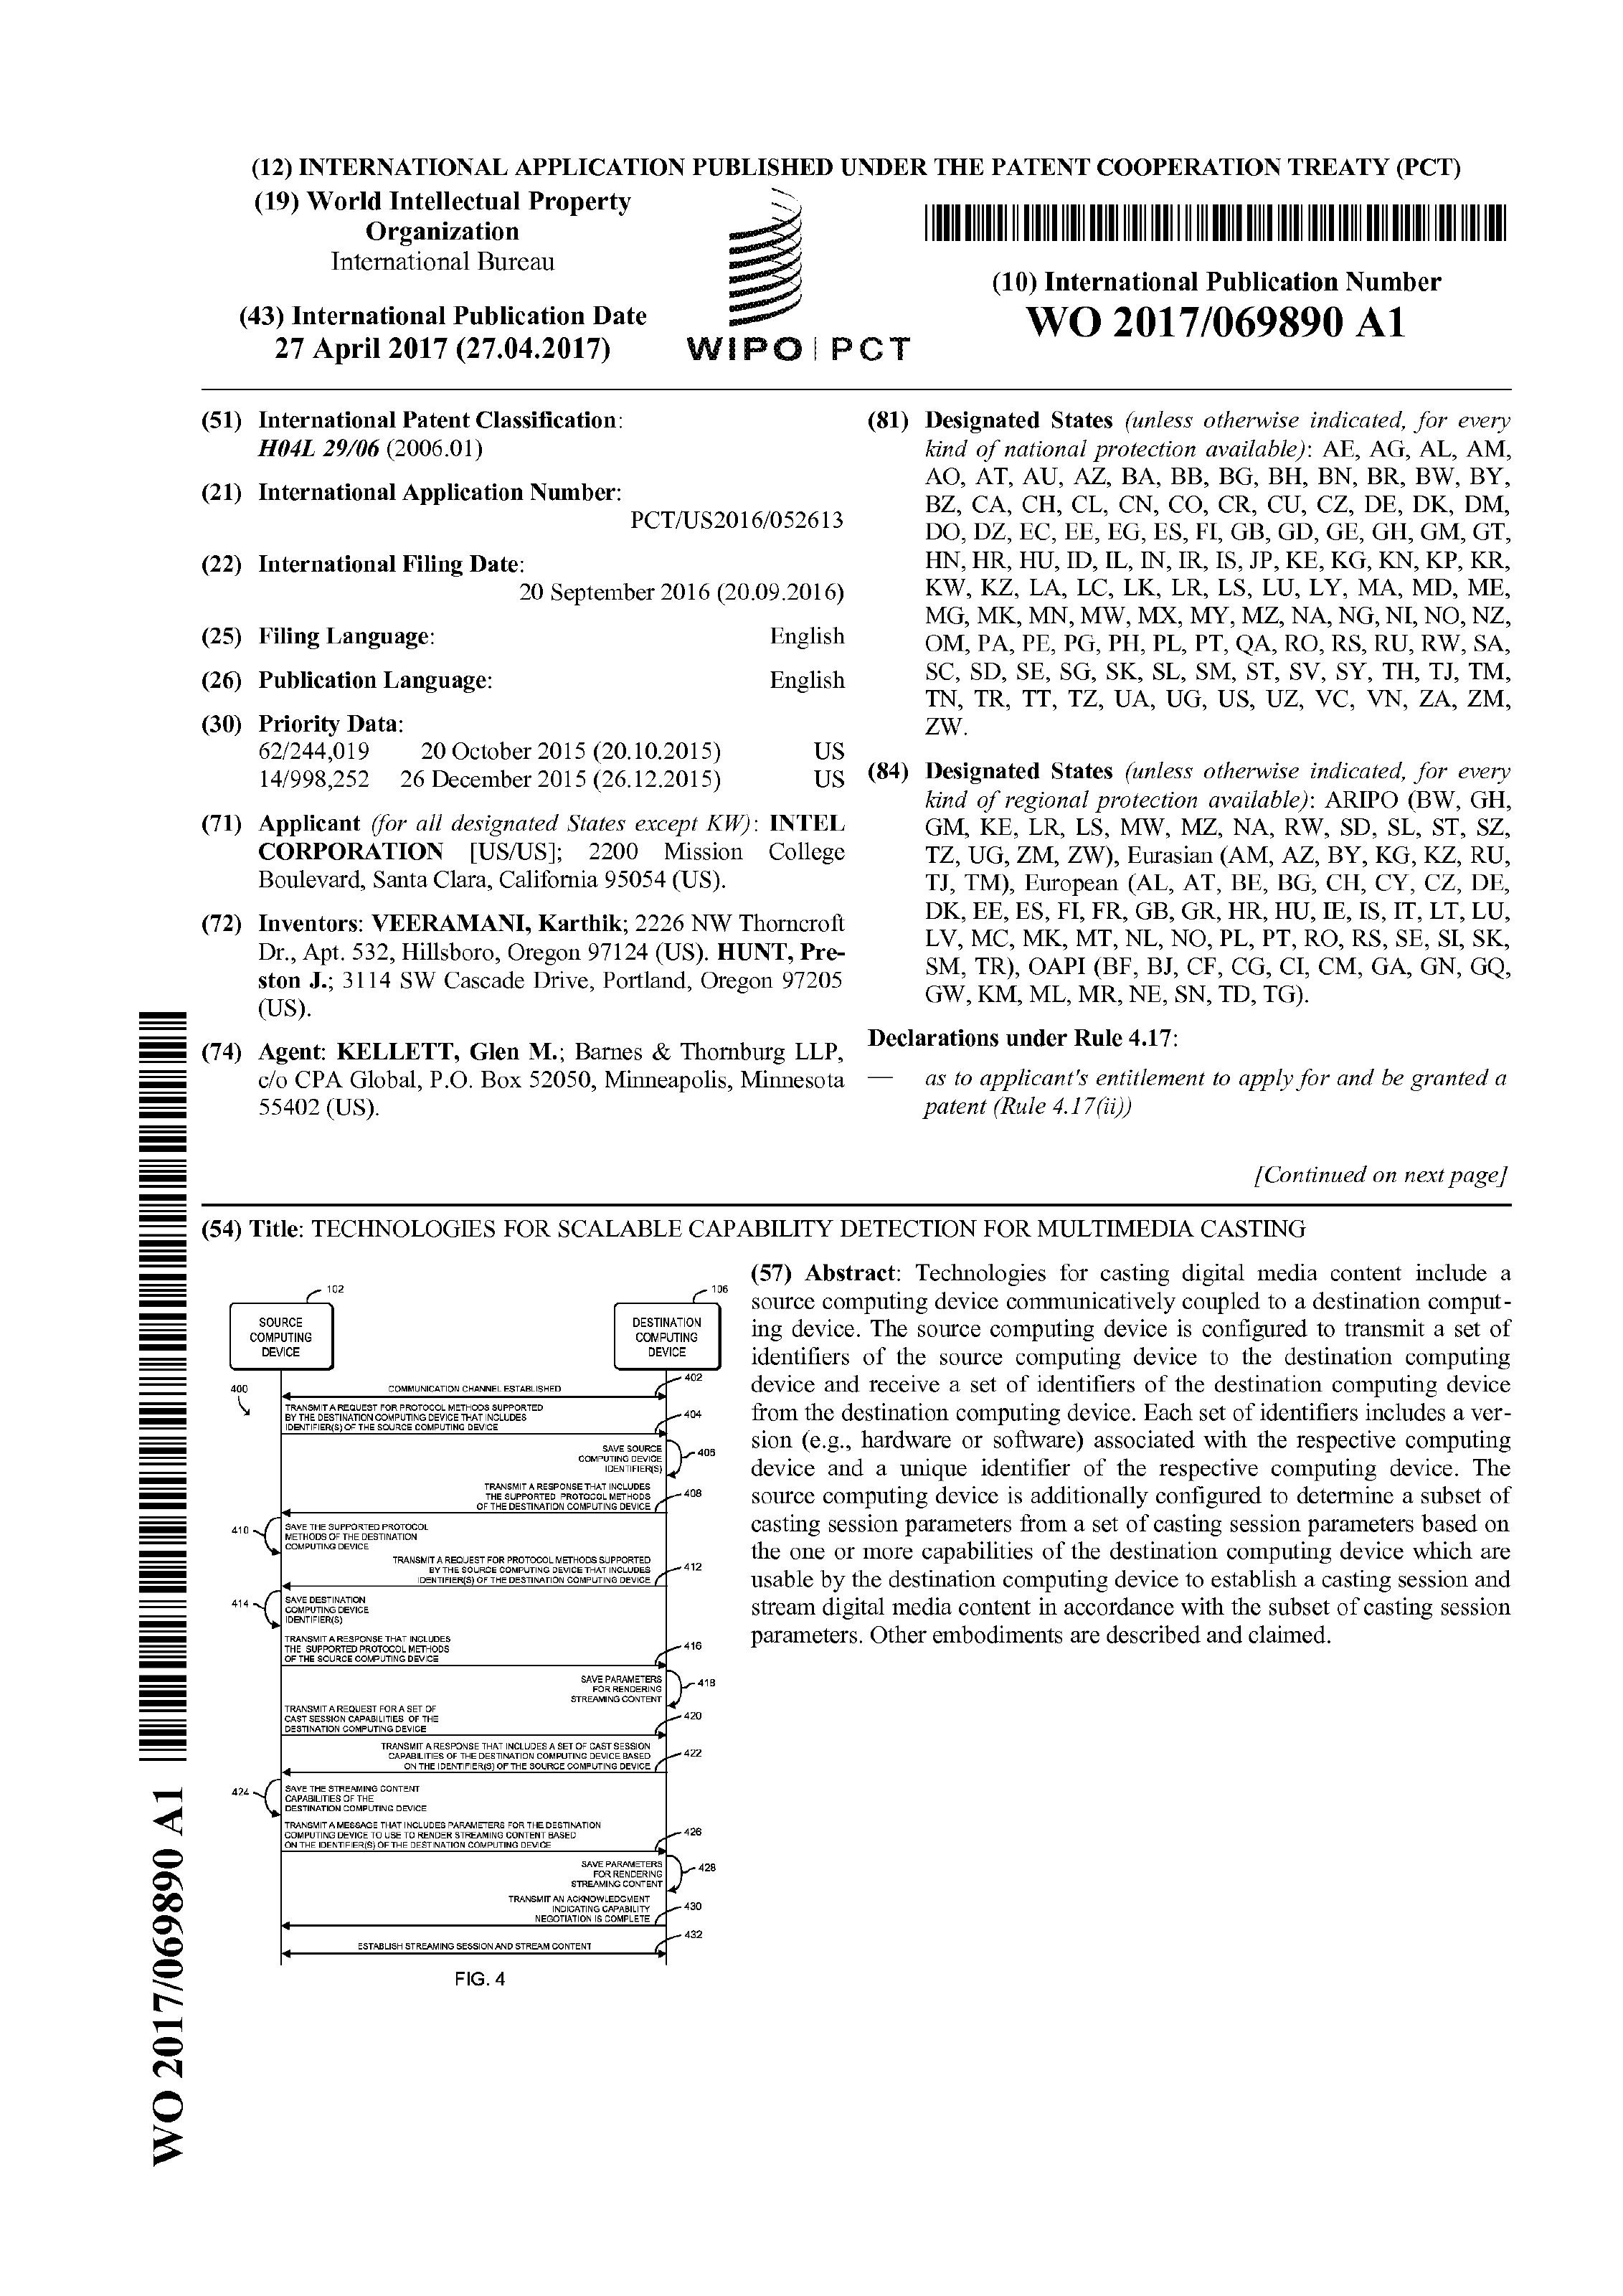 (12) INTERNATIONAL APPLICATION PUBLISHED UNDER THE PATENT COOPERATION TREATY (PCT)
(19) World Intellectual Property
Organization
International Bureau
(43) International Publication Date
27 April 2017 (27.04.2017)
WIPO | PCT
(10) International Publication Number
WO 2017/069890 A1
(51) International Patent Classification:
H04L 29/06 (2006.01)
(21) International Application Number:
PCT/US2016/052613
(22) International Filing Date:
20 September 2016 (20.09.2016)
(25) Filing Language: English
(26) Publication Language: English
(30) Priority Data:
62/244,019 20 October 2015 (20.10.2015) US
14/998,252 26 December 2015 (26.12.2015) US
(71) Applicant (for all designated States except KW): INTEL
CORPORATION [US/US]; 2200 Mission College
Boulevard, Santa Clara, California 95054 (US).
(72) Inventors: VEERAMANI, Karthik; 2226 NW Thorncroft
Dr., Apt. 532, Hillsboro, Oregon 97124 (US). HUNT, Pre-
ston J.; 3114 SW Cascade Drive, Portland, Oregon 97205
(US).
(74) Agent: KELLETT, Glen M.; Barnes & Thornburg LLP,
c/o CPA Global, P.O. Box 52050, Minneapolis, Minnesota
55402 (US).
(81) Designated States (unless otherwise indicated, for every
kind of national protection available): AE, AG, AL, AM,
AO, AT, AU, AZ, BA, BB, BG, BH, BN, BR, BW, BY,
BZ, CA, CH, CL, CN, CO, CR, CU, CZ, DE, DK, DM,
DO, DZ, EC, EE, EG, ES, FI, GB, GD, GE, GH, GM, GT,
HN, HR, HU, ID, IL, IN, IR, IS, JP, KE, KG, KN, KP, KR,
KW, KZ, LA, LC, LK, LR, LS, LU, LY, MA, MD, ME,
MG, MK, MN, MW, MX, MY, MZ, NA, NG, NI, NO, NZ,
OM, PA, PE, PG, PH, PL, PT, QA, RO, RS, RU, RW, SA,
SC, SD, SE, SG, SK, SL, SM, ST, SV, SY, TH, TJ, TM,
TN, TR, TT, TZ, UA, UG, US, UZ, VC, VN, ZA, ZM,
ZW.
(84) Designated States (unless otherwise indicated, for every
kind of regional protection available): ARIPO (BW, GH,
GM, KE, LR, LS, MW, MZ, NA, RW, SD, SL, ST, SZ,
TZ, UG, ZM, ZW), Eurasian (AM, AZ, BY, KG, KZ, RU,
TJ, TM), European (AL, AT, BE, BG, CH, CY, CZ, DE,
DK, EE, ES, FI, FR, GB, GR, HR, HU, IE, IS, IT, LT, LU,
LV, MC, MK, MT, NL, NO, PL, PT, RO, RS, SE, SI, SK,
SM, TR), OAPI (BF, BJ, CF, CG, CI, CM, GA, GN, GQ,
GW, KM, ML, MR, NE, SN, TD, TG).
Declarations under Rule 4.17:
— as to applicant's entitlement to apply for and be granted a
patent (Rule 4.17(ii))
[Continued on next page]
(54) Title: TECHNOLOGIES FOR SCALABLE CAPABILITY DETECTION FOR MULTIMEDIA CASTING
102
SOURCE
COMPUTING
DEVICE
106
DESTINATION
COMPUTING
DEVICE
400
COMMUNICATION CHANNEL ESTABLISHED
402
TRANSMIT A REQUEST FOR PROTOCOL METHODS SUPPORTED
BY THE DESTINATION COMPUTING DEVICE THAT INCLUDES
IDENTIFIER(S) OF THE SOURCE COMPUTING DEVICE
404
SAVE SOURCE
COMPUTING DEVICE
IDENTIFIER(S)
406
TRANSMIT A RESPONSE THAT INCLUDES
THE SUPPORTED PROTOCOL METHODS
OF THE DESTINATION COMPUTING DEVICE
408
410
SAVE THE SUPPORTED PROTOCOL
METHODS OF THE DESTINATION
COMPUTING DEVICE
TRANSMIT A REQUEST FOR PROTOCOL METHODS SUPPORTED
BY THE SOURCE COMPUTING DEVICE THAT INCLUDES
IDENTIFIER(S) OF THE DESTINATION COMPUTING DEVICE
412
414
SAVE DESTINATION
COMPUTING DEVICE
IDENTIFIER(S)
TRANSMIT A RESPONSE THAT INCLUDES
THE SUPPORTED PROTOCOL METHODS
OF THE SOURCE COMPUTING DEVICE
416
SAVE PARAMETERS
FOR RENDERING
STREAMING CONTENT
418
TRANSMIT A REQUEST FOR A SET OF
CAST SESSION CAPABILITIES OF THE
DESTINATION COMPUTING DEVICE
420
TRANSMIT A RESPONSE THAT INCLUDES A SET OF CAST SESSION
CAPABILITIES OF THE DESTINATION COMPUTING DEVICE BASED
ON THE IDENTIFIER(S) OF THE SOURCE COMPUTING DEVICE
422
424
SAVE THE STREAMING CONTENT
CAPABILITIES OF THE
DESTINATION COMPUTING DEVICE
TRANSMIT A MESSAGE THAT INCLUDES PARAMETERS FOR THE DESTINATION
COMPUTING DEVICE TO USE TO RENDER STREAMING CONTENT BASED
ON THE IDENTIFIER(S) OF THE DESTINATION COMPUTING DEVICE
426
SAVE PARAMETERS
FOR RENDERING
STREAMING CONTENT
428
TRANSMIT AN ACKNOWLEDGMENT
INDICATING CAPABILITY
NEGOTIATION IS COMPLETE
430
ESTABLISH STREAMING SESSION AND STREAM CONTENT
432
FIG. 4
(57) Abstract: Technologies for casting digital media content include a
source computing device communicatively coupled to a destination comput-
ing device. The source computing device is configured to transmit a set of
identifiers of the source computing device to the destination computing
device and receive a set of identifiers of the destination computing device
from the destination computing device. Each set of identifiers includes a ver-
sion (e.g., hardware or software) associated with the respective computing
device and a unique identifier of the respective computing device. The
source computing device is additionally configured to determine a subset of
casting session parameters from a set of casting session parameters based on
the one or more capabilities of the destination computing device which are
usable by the destination computing device to establish a casting session and
stream digital media content in accordance with the subset of casting session
parameters. Other embodiments are described and claimed.
WO 2017/069890 A1